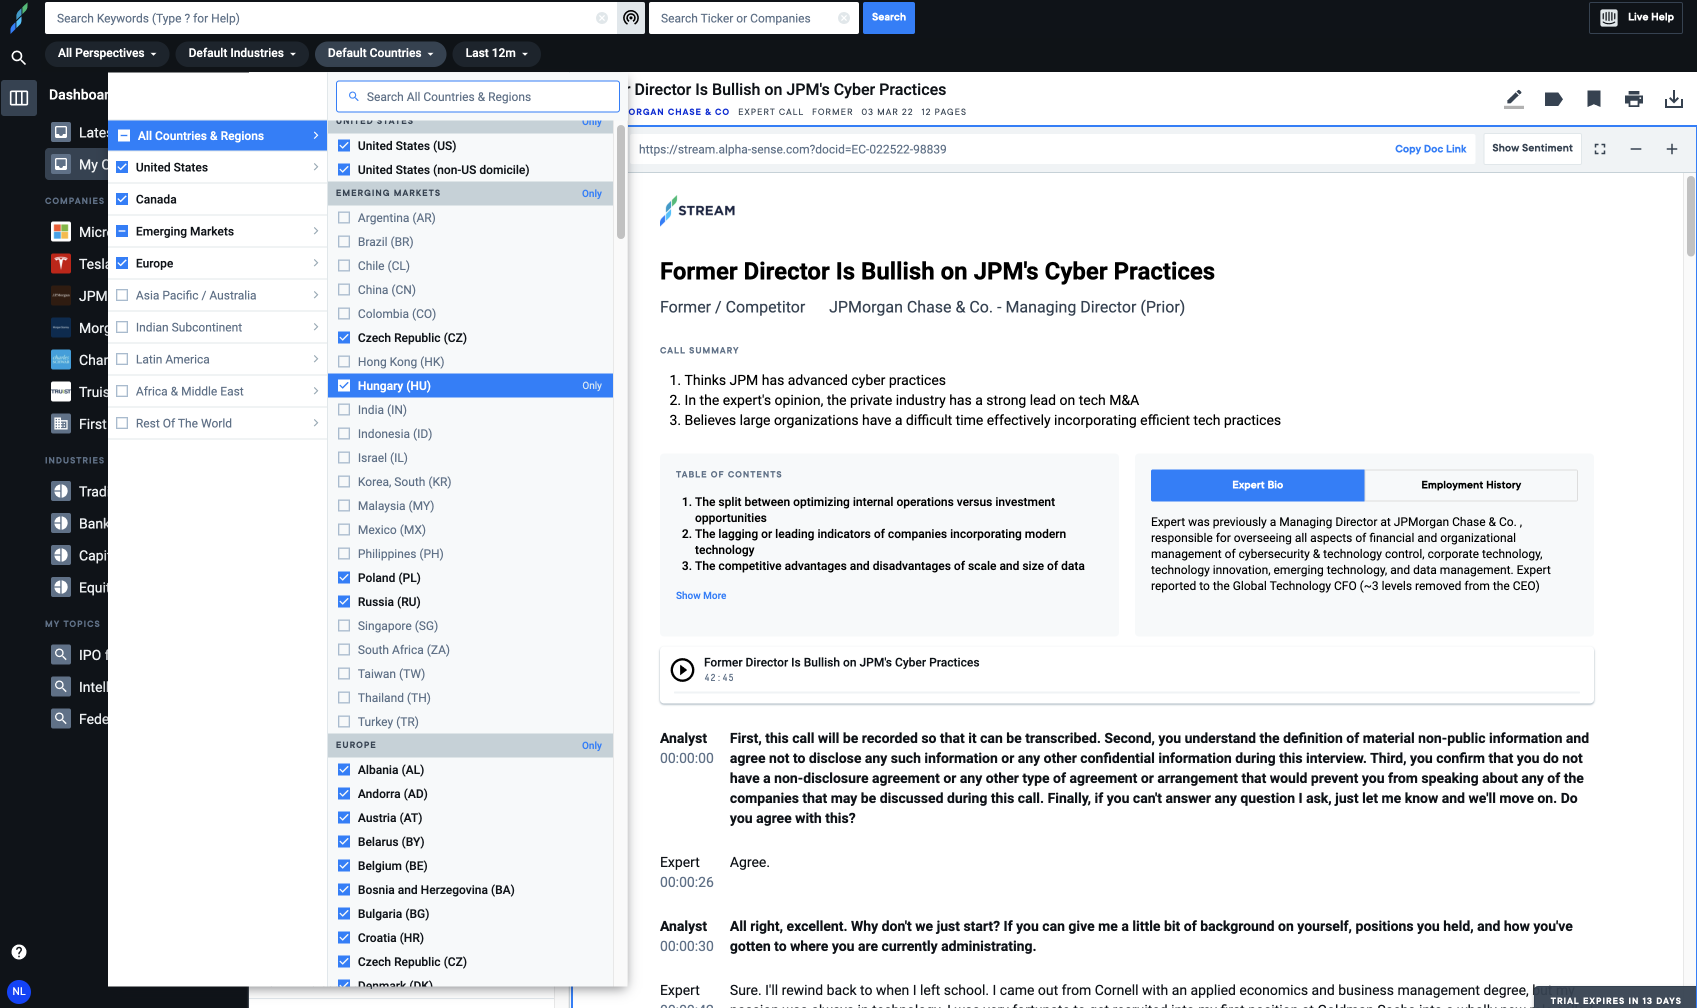 Search Keywords (Type ? for Help)
Search Ticker or Companies
Search
Live Help
All Perspectives
Default Industries
Default Countries
Last 12m
Dashboar
Late
My C
COMPANIES
Micr
Tesla
JPM
Morg
Char
Truis
First
INDUSTRIES
Trad
Bank
Capi
Equit
MY TOPICS
IPO f
Intell
Fede
NL
All Countries & Regions
United States
Canada
Emerging Markets
Europe
Asia Pacific / Australia
Indian Subcontinent
Latin America
Africa & Middle East
Rest Of The World
Search All Countries & Regions
UNITED STATES Only
United States (US)
United States (non-US domicile)
EMERGING MARKETS Only
Argentina (AR)
Brazil (BR)
Chile (CL)
China (CN)
Colombia (CO)
Czech Republic (CZ)
Hong Kong (HK)
Hungary (HU) Only
India (IN)
Indonesia (ID)
Israel (IL)
Korea, South (KR)
Malaysia (MY)
Mexico (MX)
Philippines (PH)
Poland (PL)
Russia (RU)
Singapore (SG)
South Africa (ZA)
Taiwan (TW)
Thailand (TH)
Turkey (TR)
EUROPE Only
Albania (AL)
Andorra (AD)
Austria (AT)
Belarus (BY)
Belgium (BE)
Bosnia and Herzegovina (BA)
Bulgaria (BG)
Croatia (HR)
Czech Republic (CZ)
Denmark (DK)
r Director Is Bullish on JPM's Cyber Practices
ORGAN CHASE & CO EXPERT CALL FORMER 03 MAR 22 12 PAGES
https://stream.alpha-sense.com?docid=EC-022522-98839
Copy Doc Link
Show Sentiment
STREAM
Former Director Is Bullish on JPM's Cyber Practices
Former / Competitor JPMorgan Chase & Co. - Managing Director (Prior)
CALL SUMMARY
1. Thinks JPM has advanced cyber practices
2. In the expert's opinion, the private industry has a strong lead on tech M&A
3. Believes large organizations have a difficult time effectively incorporating efficient tech practices
TABLE OF CONTENTS
1. The split between optimizing internal operations versus investment
opportunities
2. The lagging or leading indicators of companies incorporating modern
technology
3. The competitive advantages and disadvantages of scale and size of data
Show More
Expert Bio
Employment History
Expert was previously a Managing Director at JPMorgan Chase & Co. ,
responsible for overseeing all aspects of financial and organizational
management of cybersecurity & technology control, corporate technology,
technology innovation, emerging technology, and data management. Expert
reported to the Global Technology CFO (~3 levels removed from the CEO)
Former Director Is Bullish on JPM's Cyber Practices
42:45
Analyst
00:00:00
First, this call will be recorded so that it can be transcribed. Second, you understand the definition of material non-public information and
agree not to disclose any such information or any other confidential information during this interview. Third, you confirm that you do not
have a non-disclosure agreement or any other type of agreement or arrangement that would prevent you from speaking about any of the
companies that may be discussed during this call. Finally, if you can't answer any question I ask, just let me know and we'll move on. Do
you agree with this?
Expert
00:00:26
Agree.
Analyst
00:00:30
All right, excellent. Why don't we just start? If you can give me a little bit of background on yourself, positions you held, and how you've
gotten to where you are currently administrating.
Expert
Sure. I'll rewind back to when I left school. I came out from Cornell with an applied economics and business management degree,
TRIAL EXPIRES IN 13 DAYS